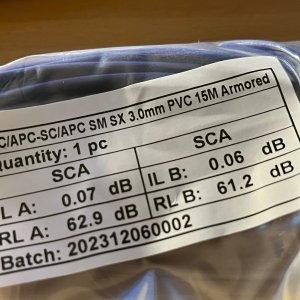 C/APC-SC/APC SM SX 3.0mm PVC 15M Armored
Quantity: 1 pc
SCA SCA
IL A: 0.07 dB IL B: 0.06 dB
RL A: 62.9 dB RL B: 61.2 dB
Batch: 202312060002